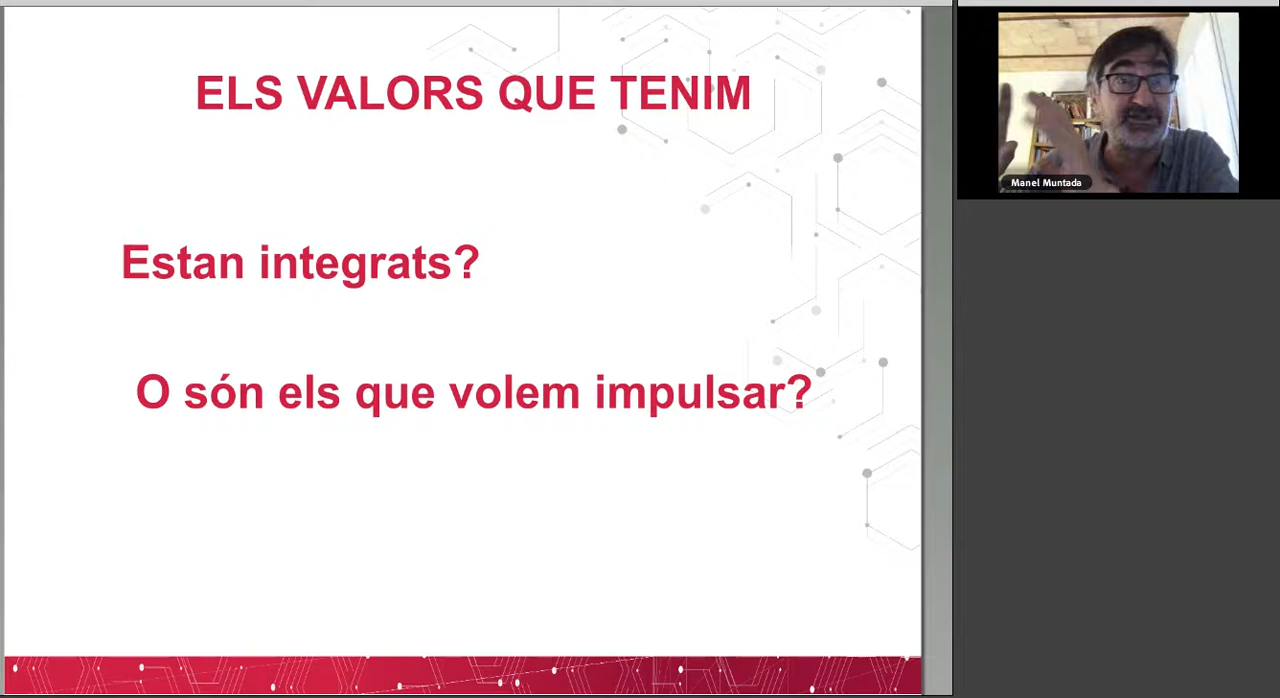 ELS VALORS QUE TENIM
Estan integrats?
O són els que volem impulsar?
Manel Muntada